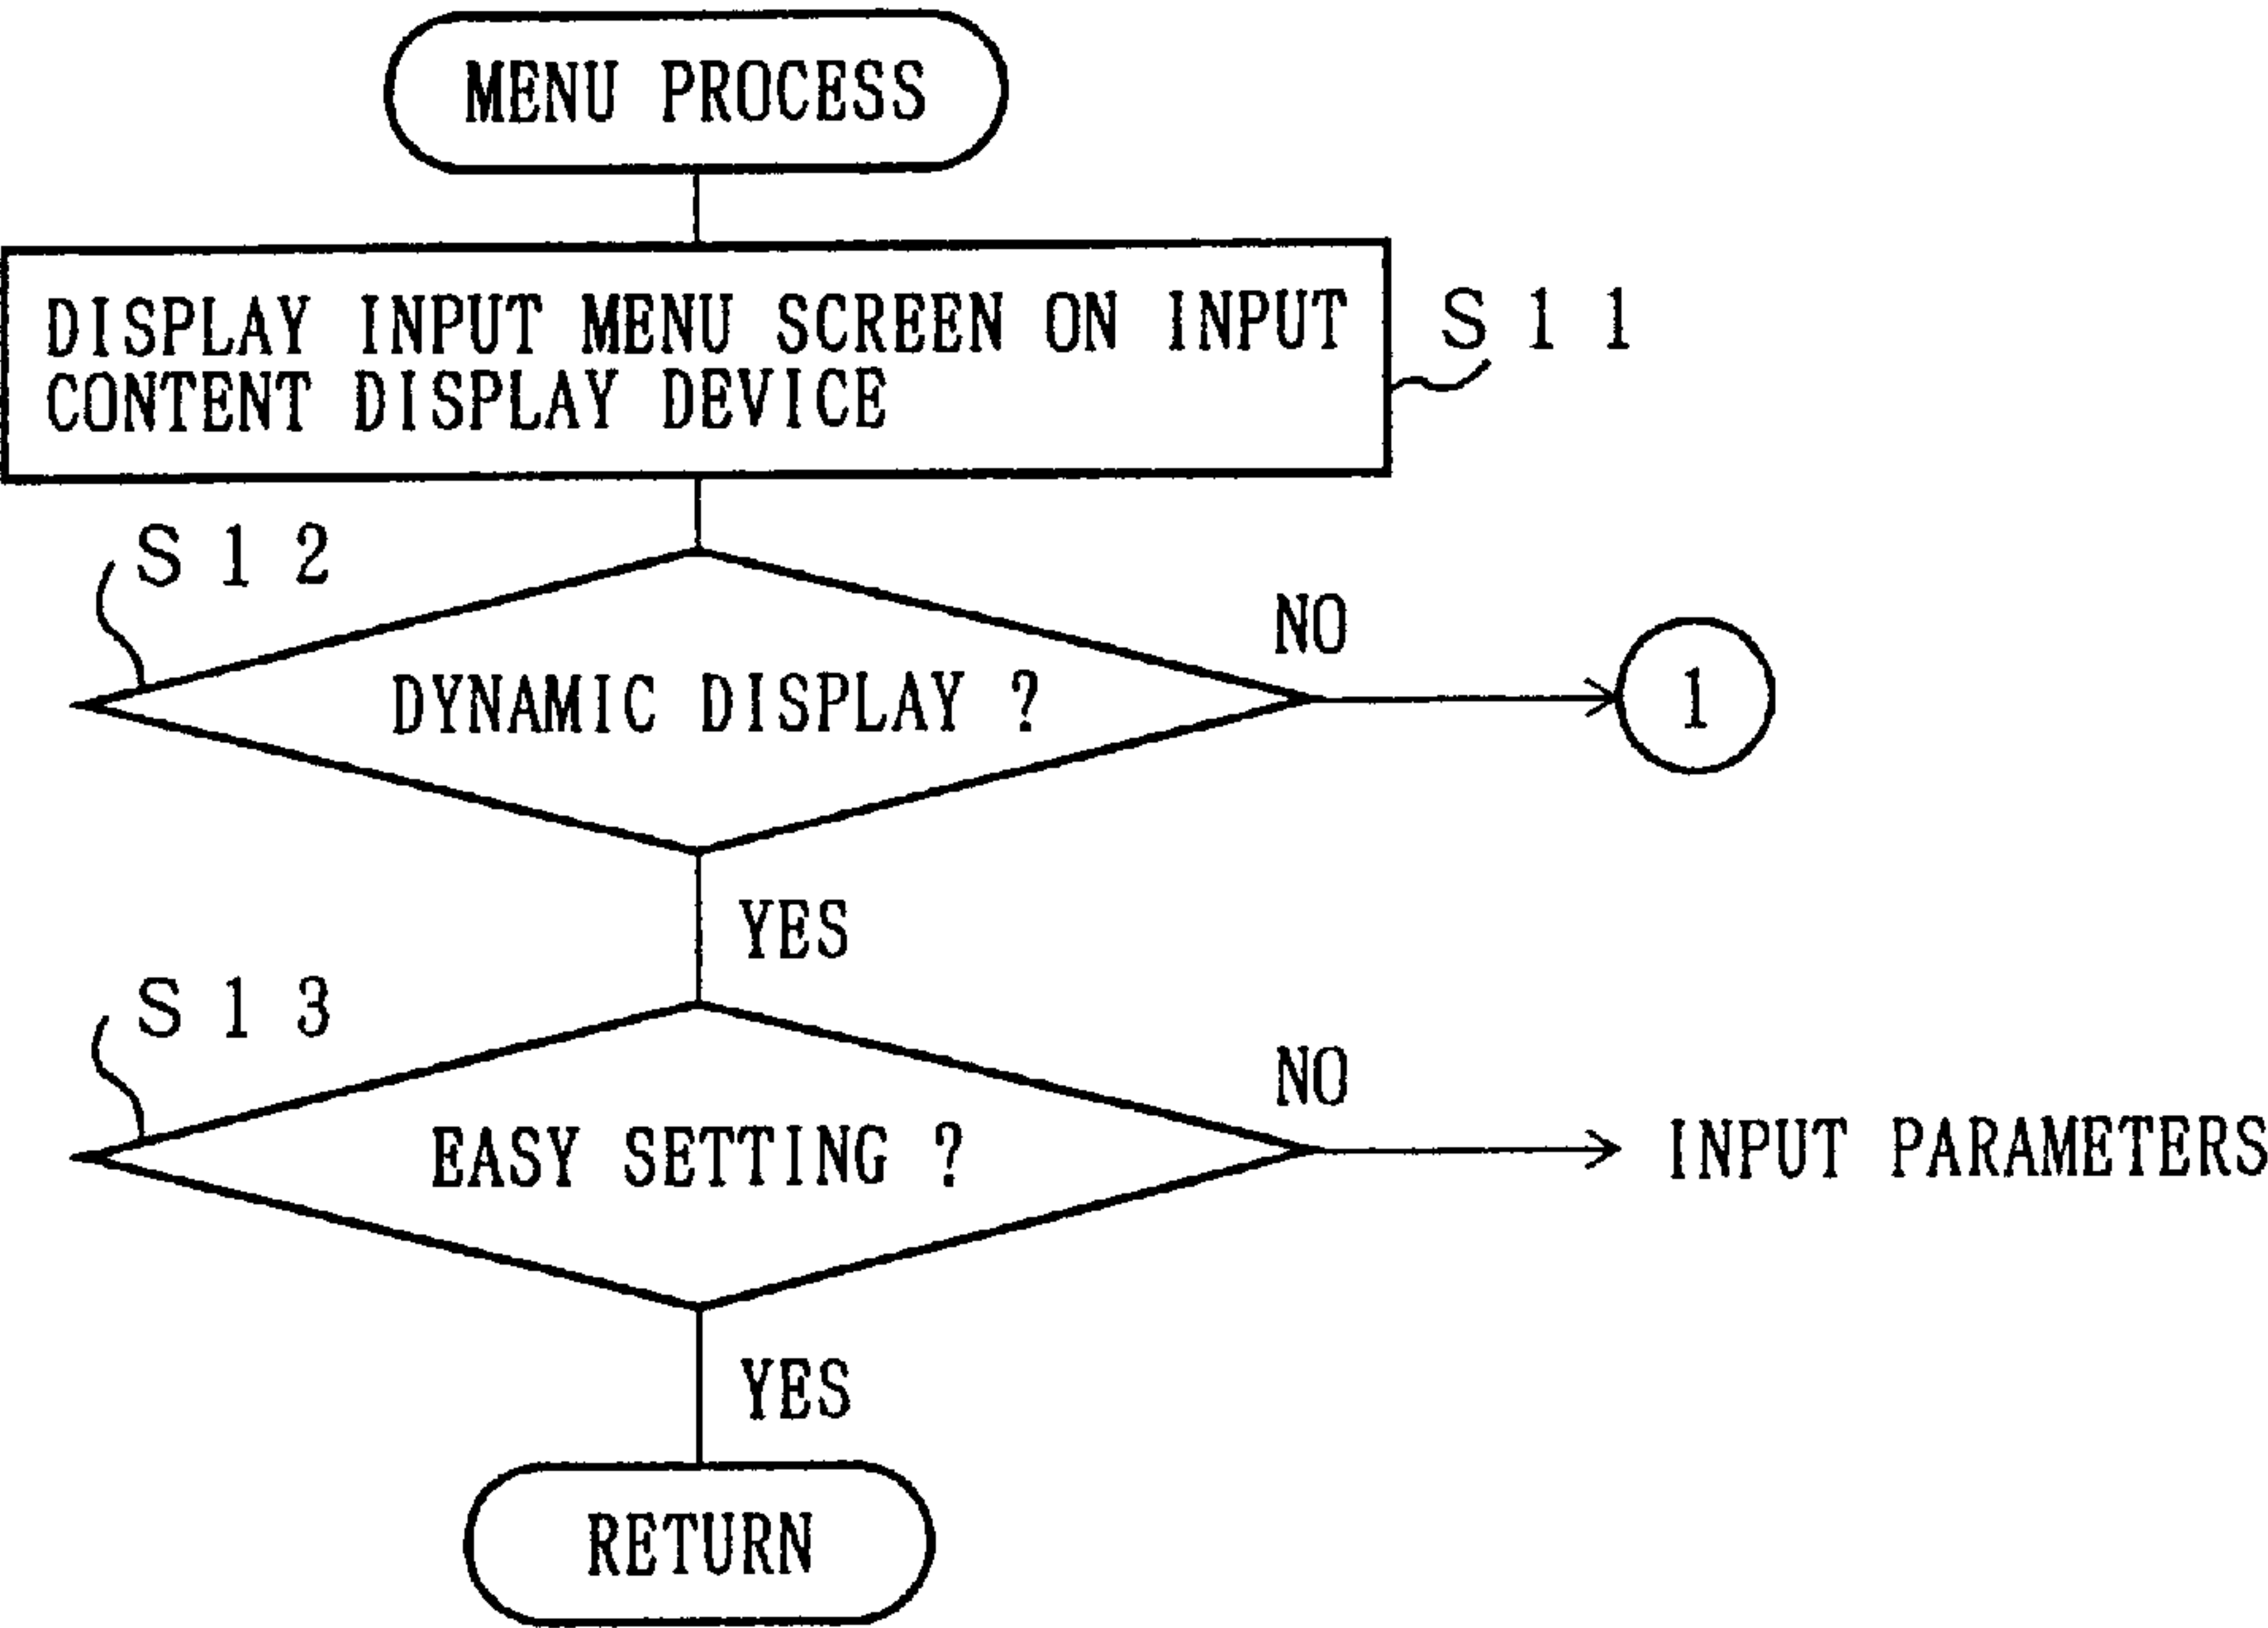 MENU PROCESS
DISPLAY INPUT MENU SCREEN ON INPUT
CONTENT DISPLAY DEVICE
S11
S12
DYNAMIC DISPLAY ?
NO
1
YES
S13
EASY SETTING ?
NO
INPUT PARAMETERS
YES
RETURN